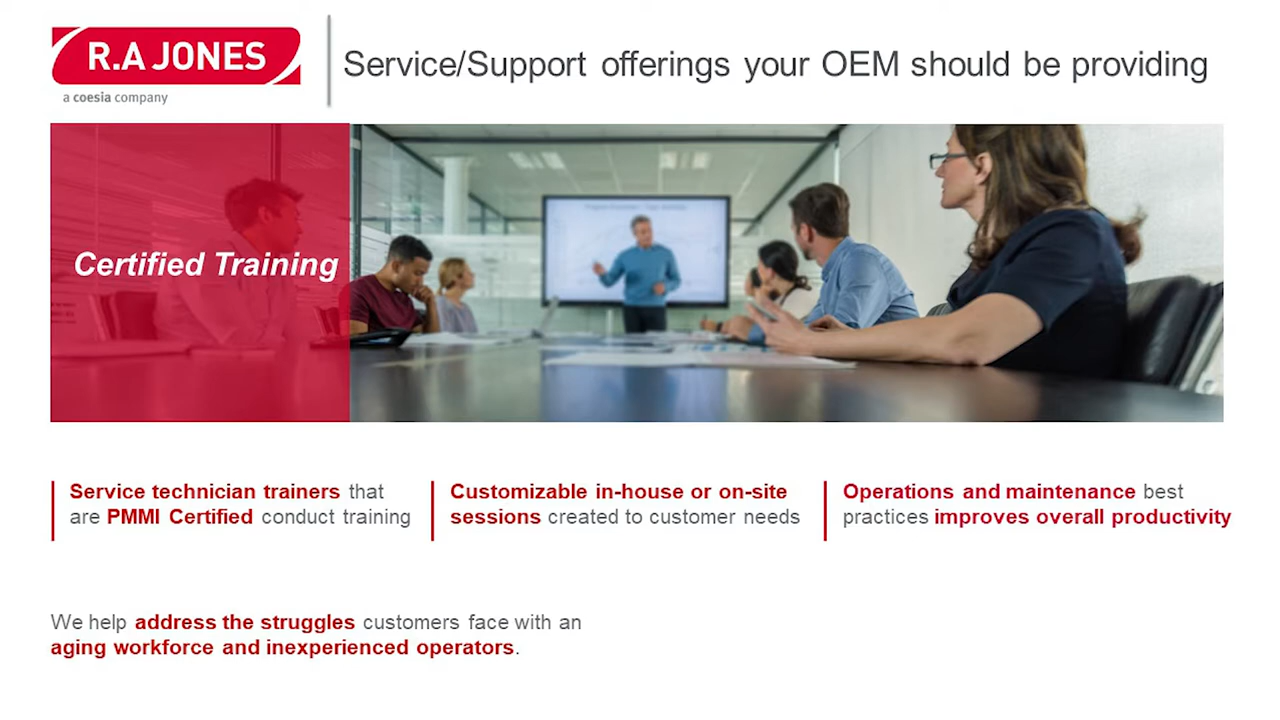 R.A JONES
a coesia company
Service/Support offerings your OEM should be providing
Certified Training
Service technician trainers that
are PMMI Certified conduct training
Customizable in-house or on-site
sessions created to customer needs
Operations and maintenance best
practices improves overall productivity
We help address the struggles customers face with an
aging workforce and inexperienced operators.